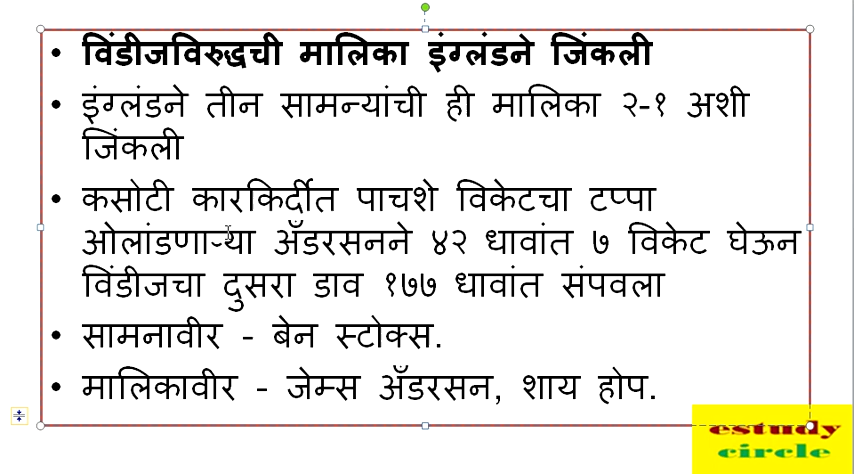 • विंडीजविरुद्धची मालिका इंग्लंडने जिंकली
• इंग्लंडने तीन सामन्यांची ही मालिका २-१ अशी
जिंकली
• कसोटी कारकिर्दीत पाचशे विकेटचा टप्पा
ओलांडणाऱ्या अँडरसनने ४२ धावांत ७ विकेट घेऊन
विंडीजचा दुसरा डाव १७७ धावांत संपवला
• सामनावीर - बेन स्टोक्स.
• मालिकावीर - जेम्स अँडरसन, शाय होप.
estudy
circle